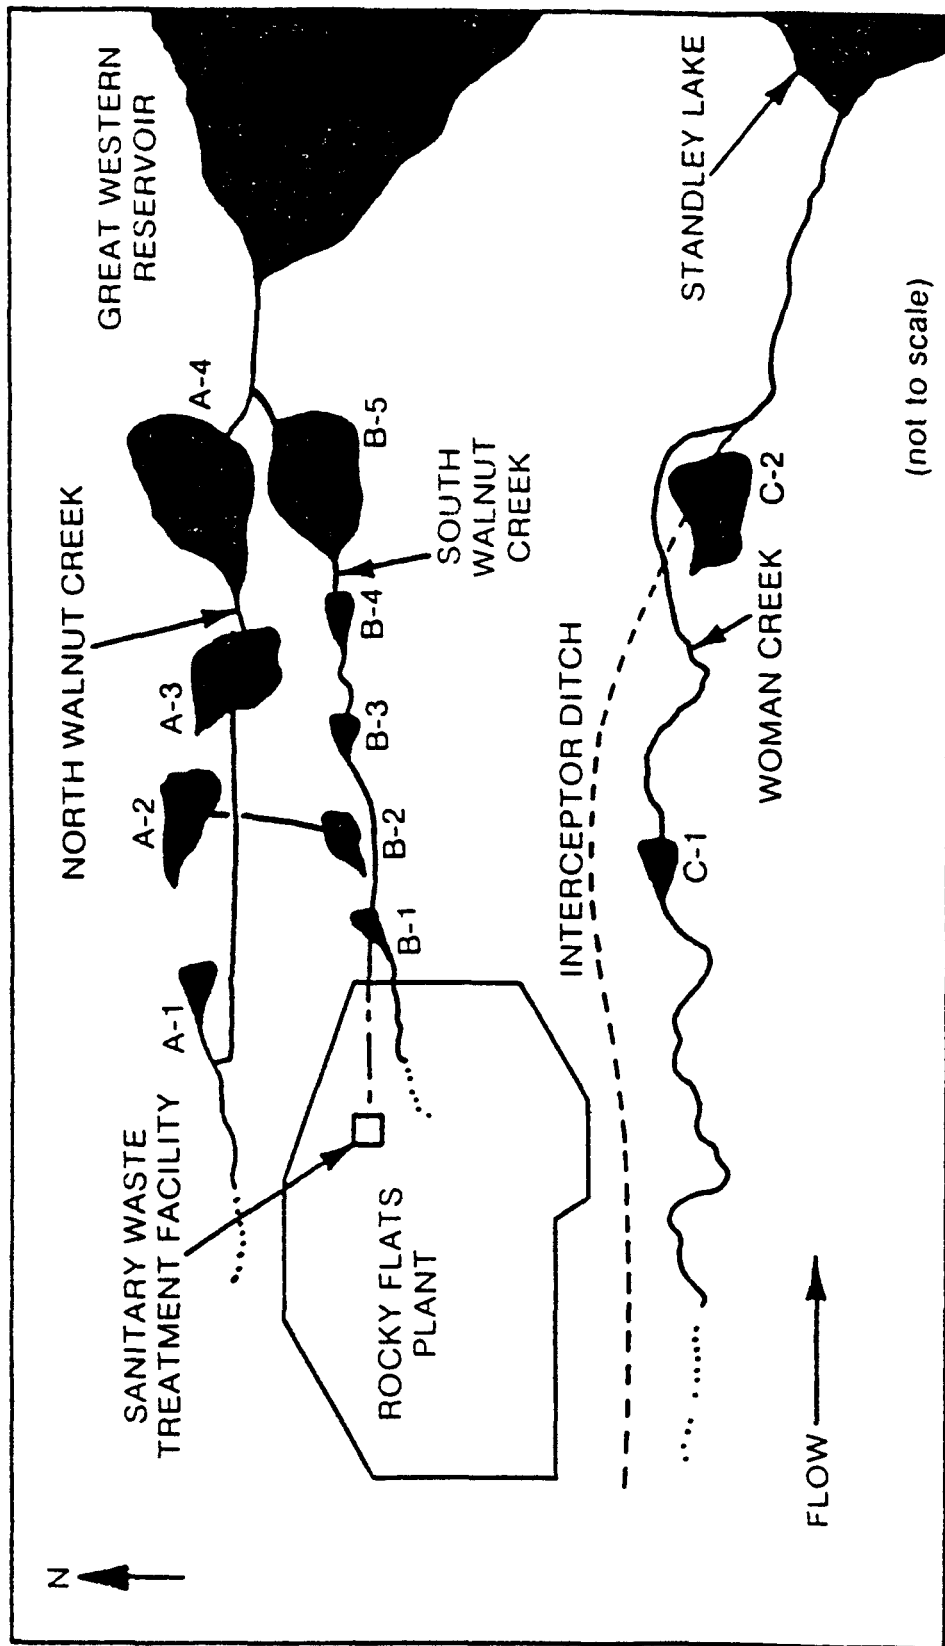 N
SANITARY WASTE
TREATMENT FACILITY
A-1
A-2
A-3
NORTH WALNUT CREEK
A-4
GREAT WESTERN
RESERVOIR
ROCKY FLATS
PLANT
B-1
B-2
B-3
B-4
SOUTH
WALNUT
CREEK
B-5
INTERCEPTOR DITCH
C-1
WOMAN CREEK
C-2
STANDLEY LAKE
FLOW
(not to scale)